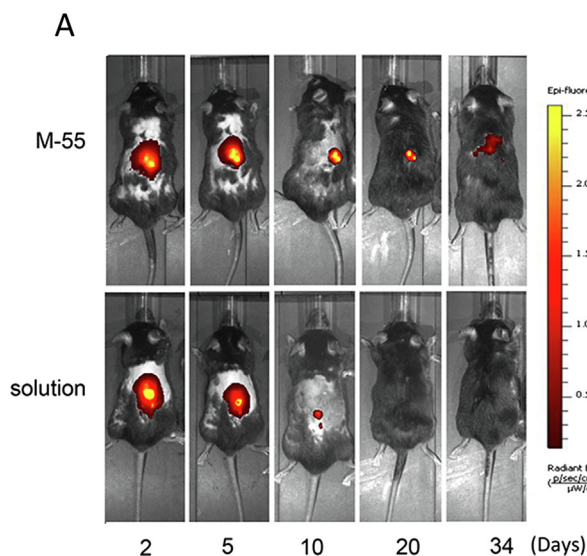 A
Epi-fluore
M-55
2.5
2.0
1.5
1.0
0.5
solution
Radiant
p/sec/c
µW/
2 5 10 20 34 (Days)